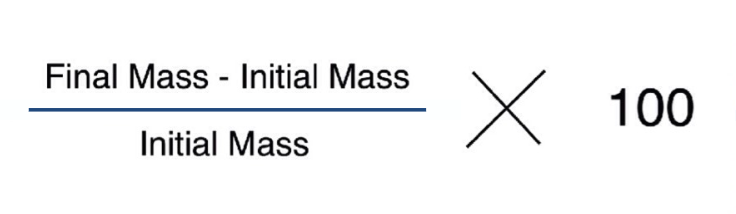 Final Mass - Initial Mass
Initial Mass
X 100